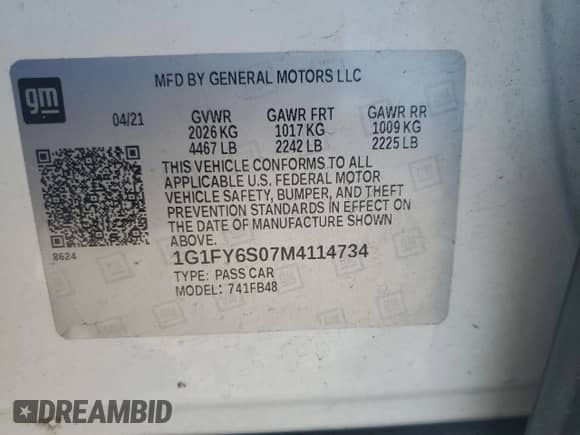 gm
MFD BY GENERAL MOTORS LLC
04/21 GVWR GAWR FRT GAWR RR
2026 KG 1017 KG 1009 KG
4467 LB 2242 LB 2225 LB
THIS VEHICLE CONFORMS TO ALL
APPLICABLE U.S. FEDERAL MOTOR
VEHICLE SAFETY, BUMPER, AND THEFT
PREVENTION STANDARDS IN EFFECT ON
THE DATE OF MANUFACTURE SHOWN
ABOVE.
8624
1G1FY6S07M4114734
TYPE: PASS CAR
MODEL: 741FB48
DREAMBID